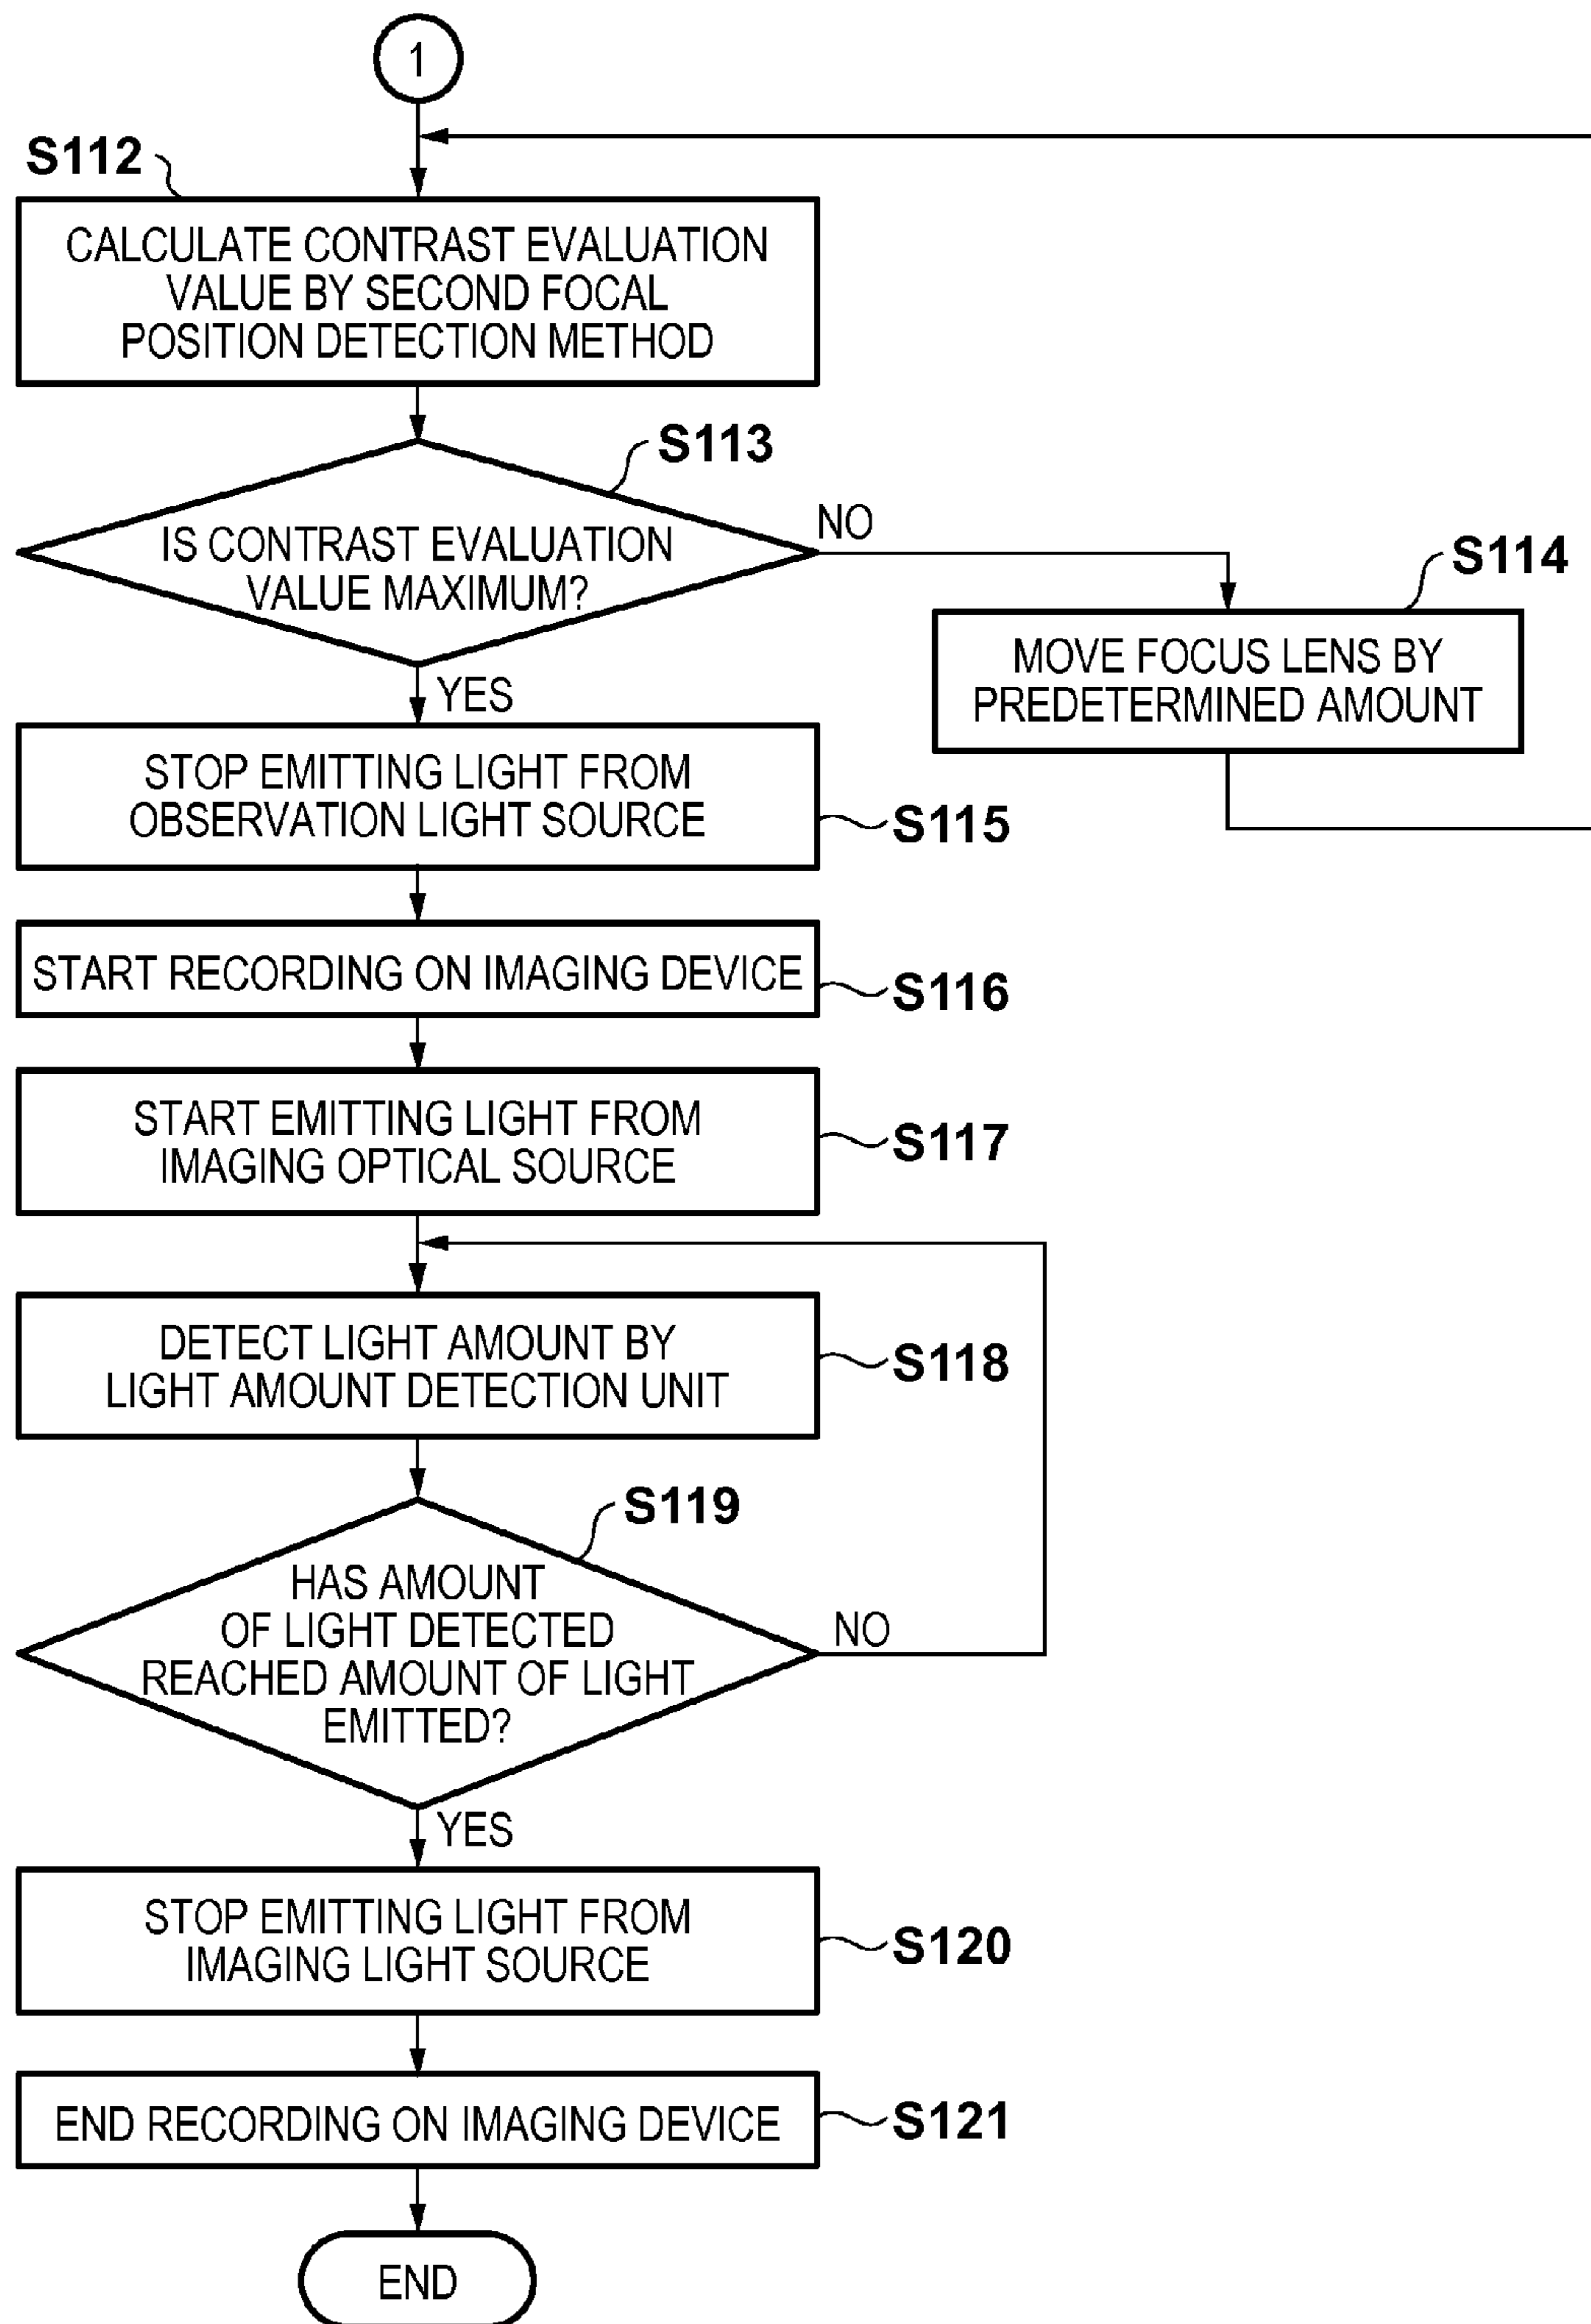 1
S112
CALCULATE CONTRAST EVALUATION
VALUE BY SECOND FOCAL
POSITION DETECTION METHOD
S113
IS CONTRAST EVALUATION
VALUE MAXIMUM?
NO
S114
MOVE FOCUS LENS BY
PREDETERMINED AMOUNT
YES
STOP EMITTING LIGHT FROM
OBSERVATION LIGHT SOURCE
S115
START RECORDING ON IMAGING DEVICE
S116
START EMITTING LIGHT FROM
IMAGING OPTICAL SOURCE
S117
DETECT LIGHT AMOUNT BY
LIGHT AMOUNT DETECTION UNIT
S118
S119
HAS AMOUNT
OF LIGHT DETECTED
REACHED AMOUNT OF LIGHT
EMITTED?
NO
YES
STOP EMITTING LIGHT FROM
IMAGING LIGHT SOURCE
S120
END RECORDING ON IMAGING DEVICE
S121
END